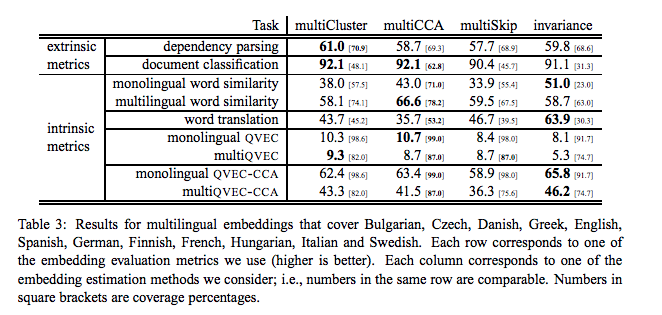 Task multiCluster multiCCA multiSkip invariance
extrinsic metrics dependency parsing 61.0 [70.9] 58.7 [69.3] 57.7 [68.9] 59.8 [68.6]
document classification 92.1 [48.1] 92.1 [62.8] 90.4 [45.7] 91.1 [31.3]
intrinsic metrics monolingual word similarity 38.0 [57.5] 43.0 [71.0] 33.9 [55.4] 51.0 [23.0]
multilingual word similarity 58.1 [74.1] 66.6 [78.2] 59.5 [67.5] 58.7 [63.0]
word translation 43.7 [45.2] 35.7 [53.2] 46.7 [39.5] 63.9 [30.3]
monolingual QVEC 10.3 [98.6] 10.7 [99.0] 8.4 [98.0] 8.1 [91.7]
multiQVEC 9.3 [82.0] 8.7 [87.0] 8.7 [87.0] 5.3 [74.7]
monolingual QVEC-CCA 62.4 [98.6] 63.4 [99.0] 58.9 [98.0] 65.8 [91.7]
multiQVEC-CCA 43.3 [82.0] 41.5 [87.0] 36.3 [75.6] 46.2 [74.7]
Table 3: Results for multilingual embeddings that cover Bulgarian, Czech, Danish, Greek, English,
Spanish, German, Finnish, French, Hungarian, Italian and Swedish. Each row corresponds to one of
the embedding evaluation metrics we use (higher is better). Each column corresponds to one of the
embedding estimation methods we consider; i.e., numbers in the same row are comparable. Numbers in
square brackets are coverage percentages.